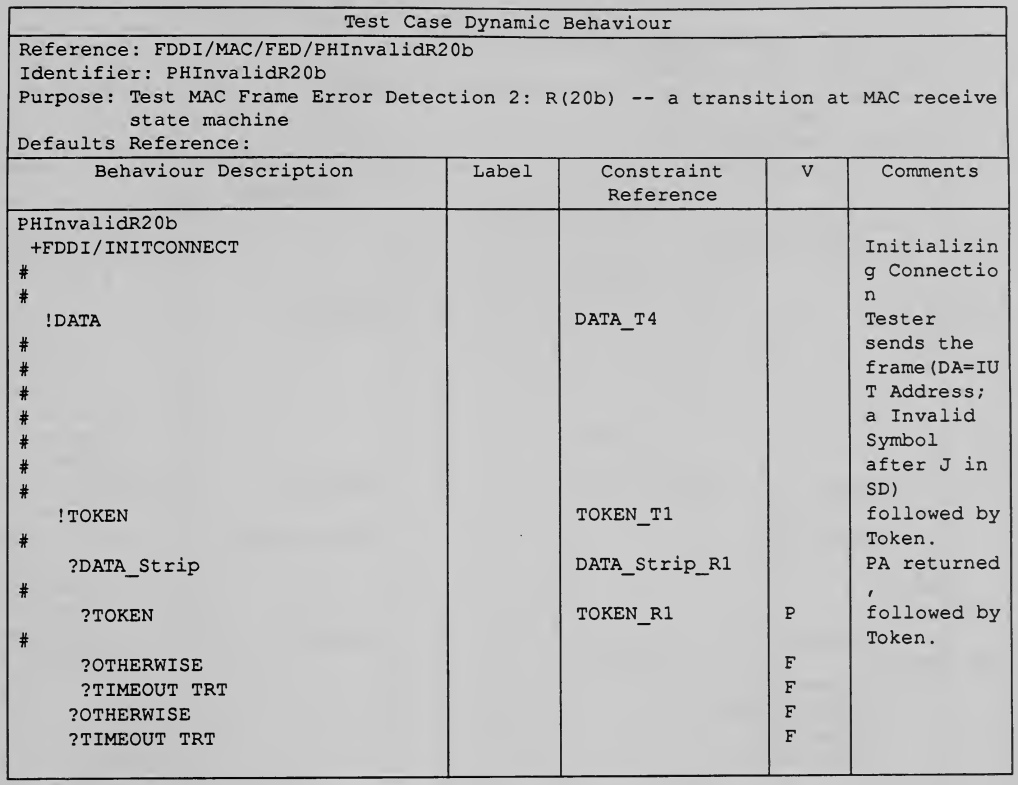 Test Case Dynamic Behaviour
Reference: FDDI/MAC/FED/PHInvalidR20b
Identifier: PHInvalidR20b
Purpose: Test MAC Frame Error Detection 2: R(20b) -- a transition at MAC receive
state machine
Defaults Reference:
Behaviour Description Label Constraint V Comments
Reference
PHInvalidR20b
+FDDI/INITCONNECT Initializin
# g Connectio
# n
!DATA DATA_T4 Tester
# sends the
# frame(DA=IU
# T Address;
# a Invalid
# Symbol
# after J in
# SD)
!TOKEN TOKEN_T1 followed by
# Token.
?DATA_Strip DATA_Strip_R1 PA returned
# ,
?TOKEN TOKEN_R1 P followed by
# Token.
?OTHERWISE F
?TIMEOUT TRT F
?OTHERWISE F
?TIMEOUT TRT F